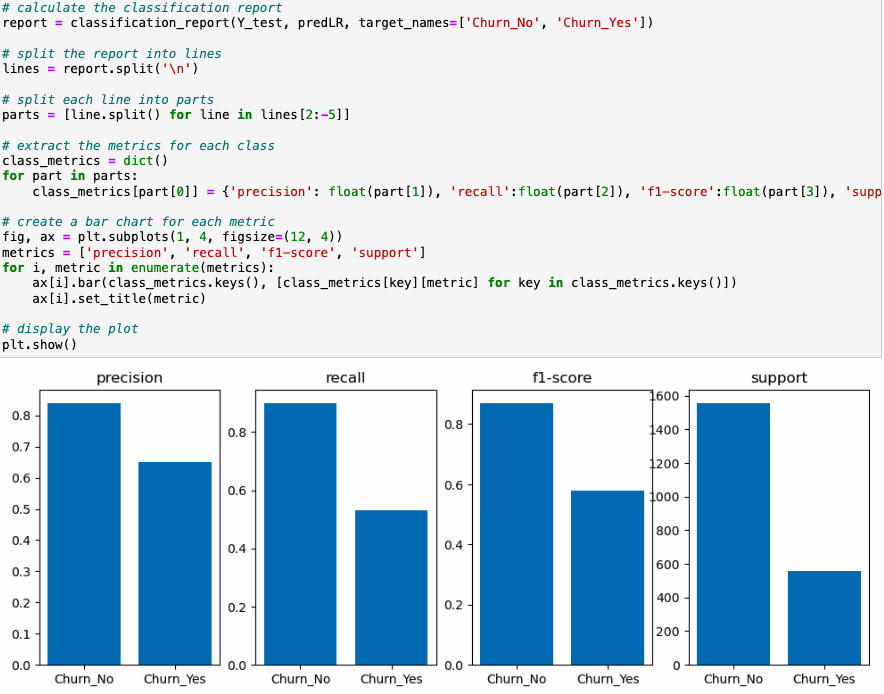 # calculate the classification report
report = classification_report(Y_test, predLR, target_names=['Churn_No', 'Churn_Yes'])
# split the report into lines
lines = report.split('\n')
# split each line into parts
parts = [line.split() for line in lines[2:-5]]
# extract the metrics for each class
class_metrics = dict()
for part in parts:
    class_metrics[part[0]] = {'precision': float(part[1]), 'recall':float(part[2]), 'f1-score':float(part[3]), 'supp
# create a bar chart for each metric
fig, ax = plt.subplots(1, 4, figsize=(12, 4))
metrics = ['precision', 'recall', 'f1-score', 'support']
for i, metric in enumerate(metrics):
    ax[i].bar(class_metrics.keys(), [class_metrics[key][metric] for key in class_metrics.keys()])
    ax[i].set_title(metric)
# display the plot
plt.show()
precision
0.8
0.7
0.6
0.5
0.4
0.3
0.2
0.1
0.0
Churn_No Churn_Yes
recall
0.8
0.6
0.4
0.2
0.0
Churn_No Churn_Yes
f1-score
0.8
0.6
0.4
0.2
0.0
Churn_No Churn_Yes
support
1600
1400
1200
1000
800
600
400
200
0
Churn_No Churn_Yes